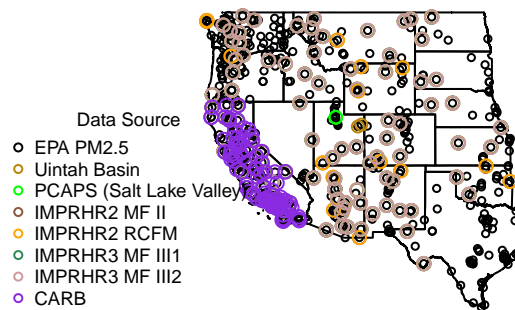 Data Source
EPA PM2.5
Uintah Basin
PCAPS (Salt Lake Valley)
IMPRHR2 MF II
IMPRHR2 RCFM
IMPRHR3 MF III1
IMPRHR3 MF III2
CARB